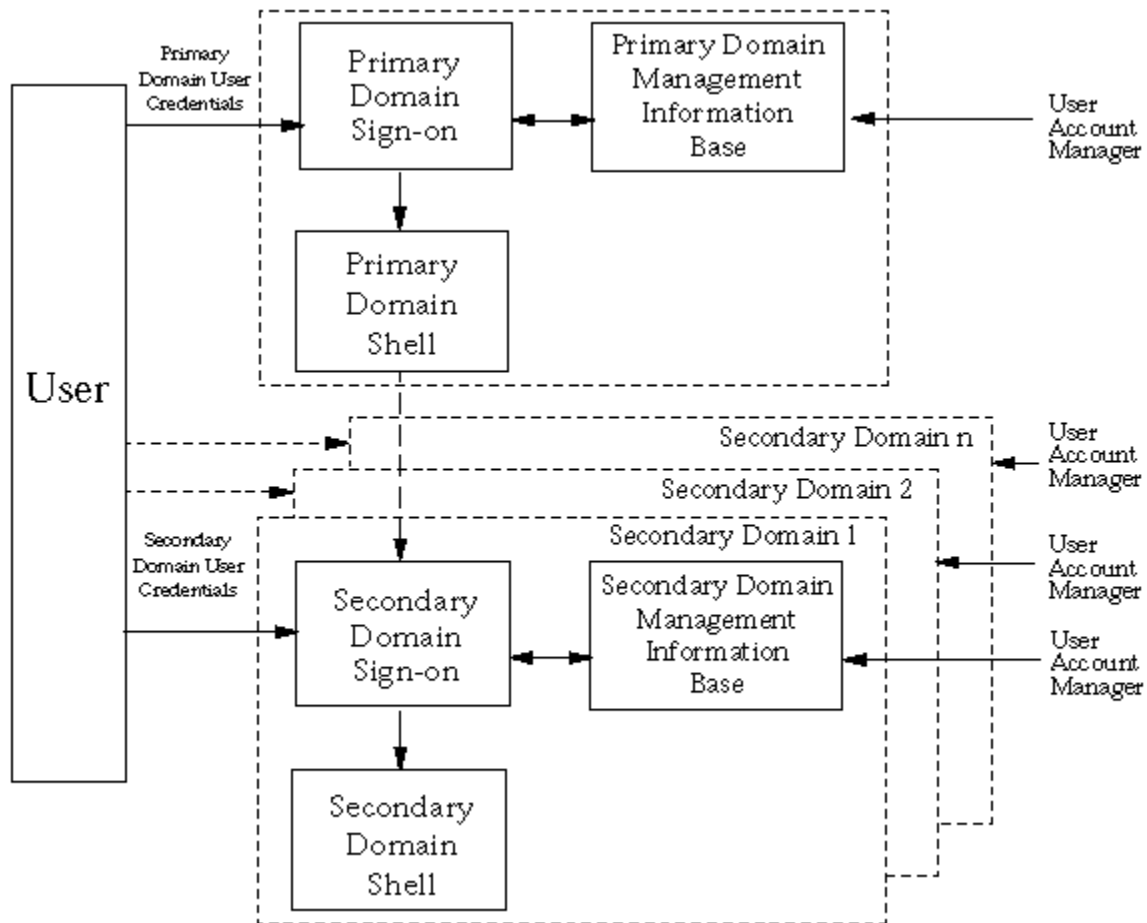 Primary
Domain User
Credentials
Primary
Domain
Sign-on
Primary Domain
Management
Information
Base
User
Account
Manager
Primary
Domain
Shell
User
Secondary Domain n
User
Account
Manager
Secondary Domain 2
Secondary Domain 1
User
Account
Manager
Secondary
Domain User
Credentials
Secondary
Domain
Sign-on
Secondary Domain
Management
Information
Base
User
Account
Manager
Secondary
Domain
Shell